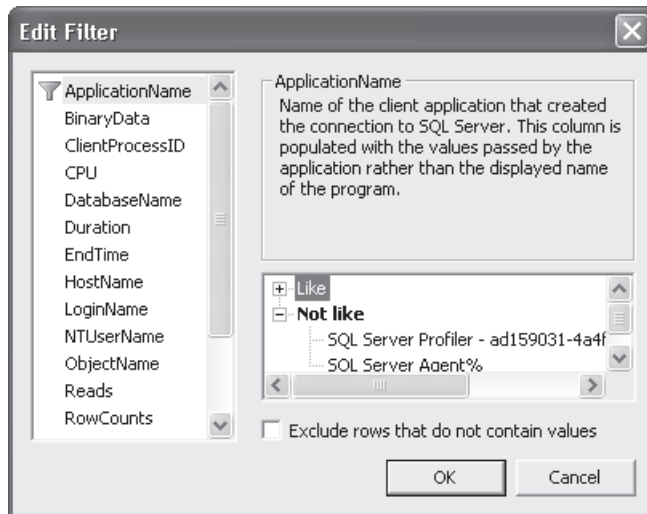 Edit Filter
ApplicationName
BinaryData
ClientProcessID
CPU
DatabaseName
Duration
EndTime
HostName
LoginName
NTUserName
ObjectName
Reads
RowCounts
ApplicationName
Name of the client application that created
the connection to SQL Server. This column is
populated with the values passed by the
application rather than the displayed name
of the program.
Like
Not like
SQL Server Profiler - ad159031-4a4f
SQL Server Agent%
Exclude rows that do not contain values
OK
Cancel